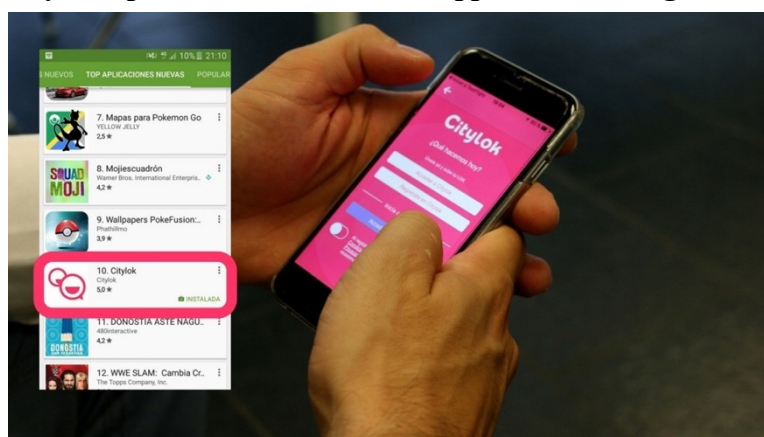 10% 21:10
S NUEVOS TOP APLICACIONES NUEVAS POPULAR
7. Mapas para Pokemon Go
YELLOW JELLY
2,5 ★
SQUAD
MOJI
8. Mojiescuadrón
Warner Bros. International Enterpris..
4,2 ★
9. Wallpapers PokeFusion:..
Phathillmo
3,9 ★
10. Citylok
Citylok
5,0 ★
INSTALADA
DONOSTIA
11. DONOSTIA ASTE NAGU..
480interactive
4,2 ★
12. WWE SLAM: Cambia Cr..
The Topps Company, Inc.
Citylok
¿Qué hacemos hoy?